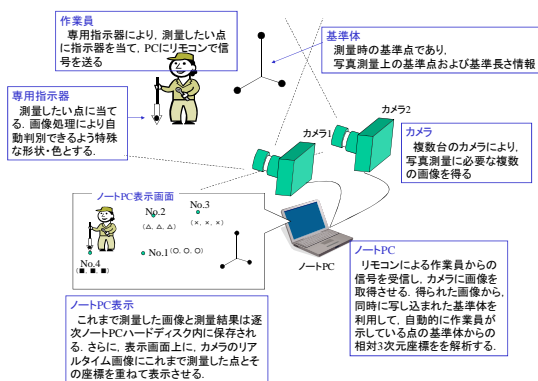 作業員
専用指示器により, 測量したい点
に指示器を当て, PCにリモコンで信
号を送る
基準体
測量時の基準点であり,
写真測量上の基準点および基準長さ情報
専用指示器
測量したい点に当て
る. 画像処理により自
動判別できるよう特殊
な形状・色とする.
カメラ1
カメラ2
カメラ
複数台のカメラにより,
写真測量に必要な複数
の画像を得る
ノートPC表示画面
No.2
(△, △, △)
No.3
(×, ×, ×)
No.1(○, ○, ○)
No.4
(■, ■, ■)
ノートPC
ノートPC
リモコンによる作業員からの
信号を受信し, カメラに画像を
取得させる. 得られた画像から,
同時に写し込まれた基準体を
利用して, 自動的に作業員が
示している点の基準体からの
相対3次元座標をを解析する.
ノートPC表示
これまで測量した画像と測量結果は逐
次ノートPCハードディスク内に保存され
る. さらに, 表示画面上に, カメラのリア
ルタイム画像にこれまで測量した点とそ
の座標を重ねて表示させる.